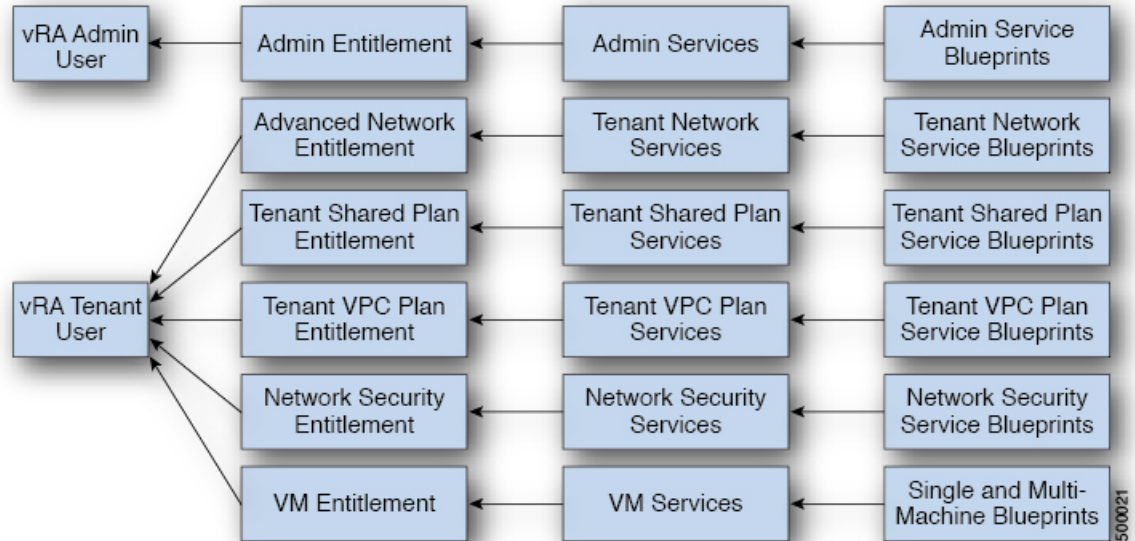 vRA Admin
User
Admin Entitlement
Admin Services
Admin Service
Blueprints
Advanced Network
Entitlement
Tenant Network
Services
Tenant Network
Service Blueprints
Tenant Shared Plan
Entitlement
Tenant Shared Plan
Services
Tenant Shared Plan
Service Blueprints
vRA Tenant
User
Tenant VPC Plan
Entitlement
Tenant VPC Plan
Services
Tenant VPC Plan
Service Blueprints
Network Security
Entitlement
Network Security
Services
Network Security
Service Blueprints
VM Entitlement
VM Services
Single and Multi-
Machine Blueprints
500021